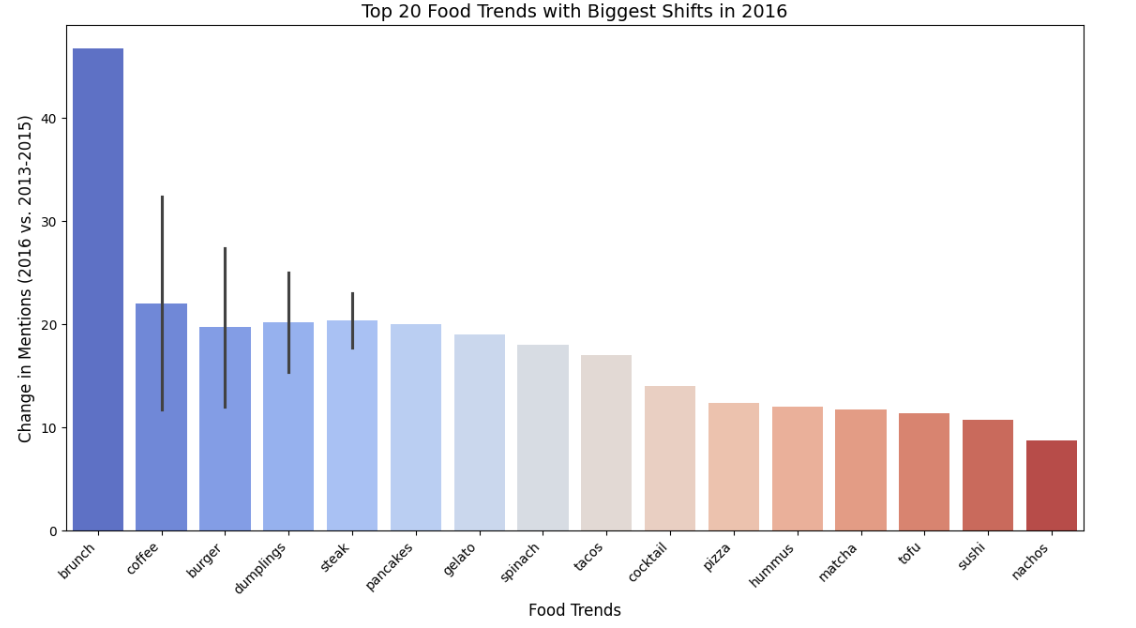 Top 20 Food Trends with Biggest Shifts in 2016
Change in Mentions (2016 vs. 2013-2015)
40
30
20
10
0
brunch
coffee
burger
dumplings
steak
pancakes
gelato
spinach
tacos
cocktail
pizza
hummus
matcha
tofu
sushi
nachos
Food Trends